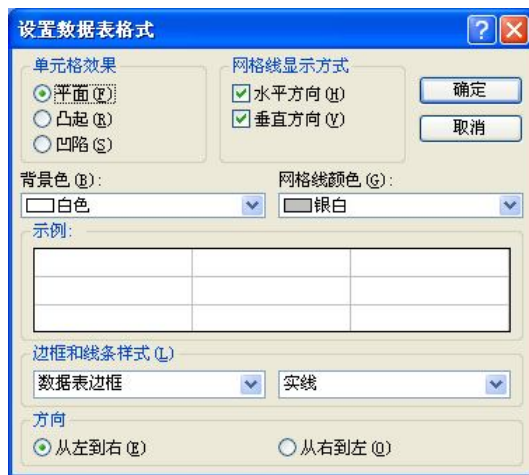 设置数据表格式
单元格效果
平面(F)
凸起(R)
凹陷(S)
网格线显示方式
水平方向(H)
垂直方向(V)
确定
取消
背景色(B):
白色
网格线颜色(G):
银白
示例:
边框和线条样式(L)
数据表边框
实线
方向
从左到右(E)
从右到左(O)